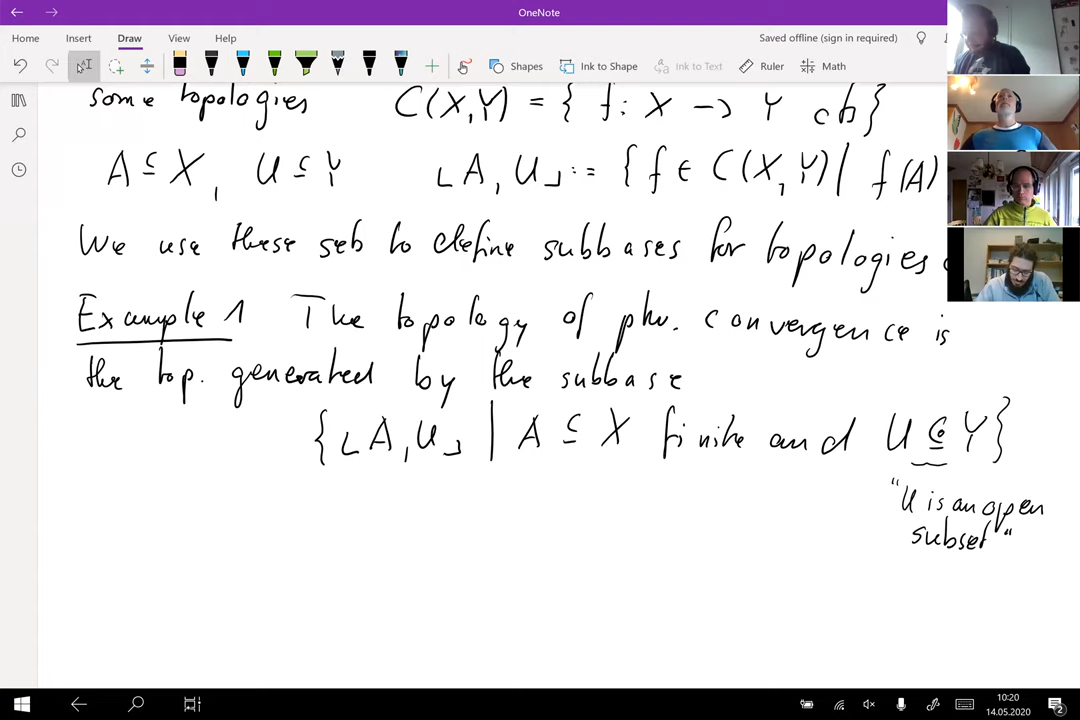 OneNote
Home Insert Draw View Help
Saved offline (sign in required)
Shapes Ink to Shape Ink to Text Ruler Math
some topologies C(X,Y) = { f: X -> Y cts}
A ⊆ X, U ⊆ Y ⌊A, U⌋ := { f ∈ C(X,Y) | f(A)
We use these sets to define subbases for topologies
Example 1 The topology of ptw. convergence is
the top. generated by the subbase
{⌊A,U⌋ | A ⊆ X finite and U ⊆ Y}
"U is an open
subset"
10:20
14.05.2020
2